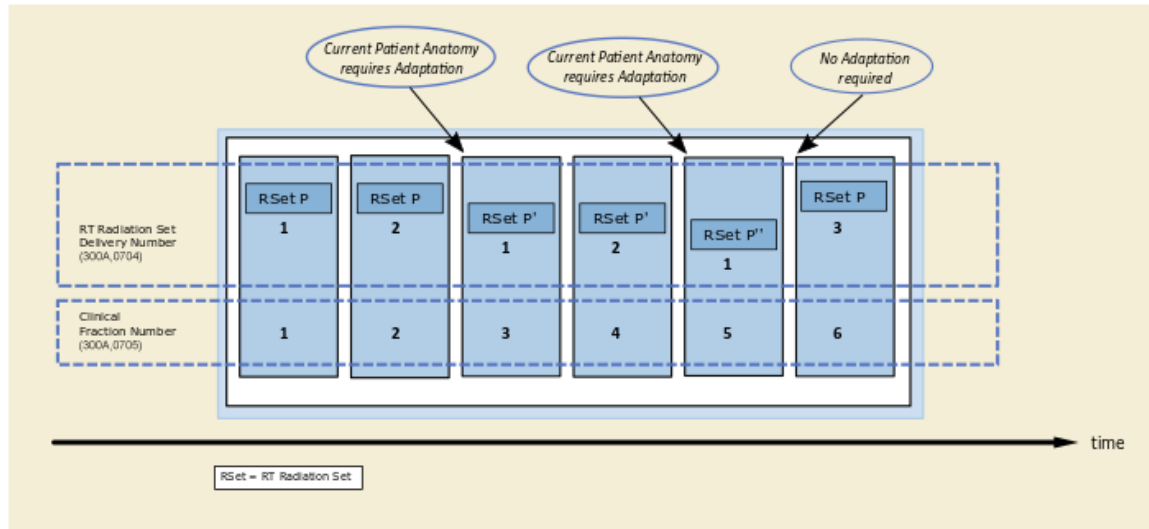 Current Patient Anatomy
requires Adaptation
Current Patient Anatomy
requires Adaptation
No Adaptation
required
RT Radiation Set
Delivery Number
(300A,0704)
RSet P
1
RSet P
2
RSet P'
1
RSet P'
2
RSet P''
1
RSet P
3
Clinical
Fraction Number
(300A,0705)
1
2
3
4
5
6
time
RSet = RT Radiation Set